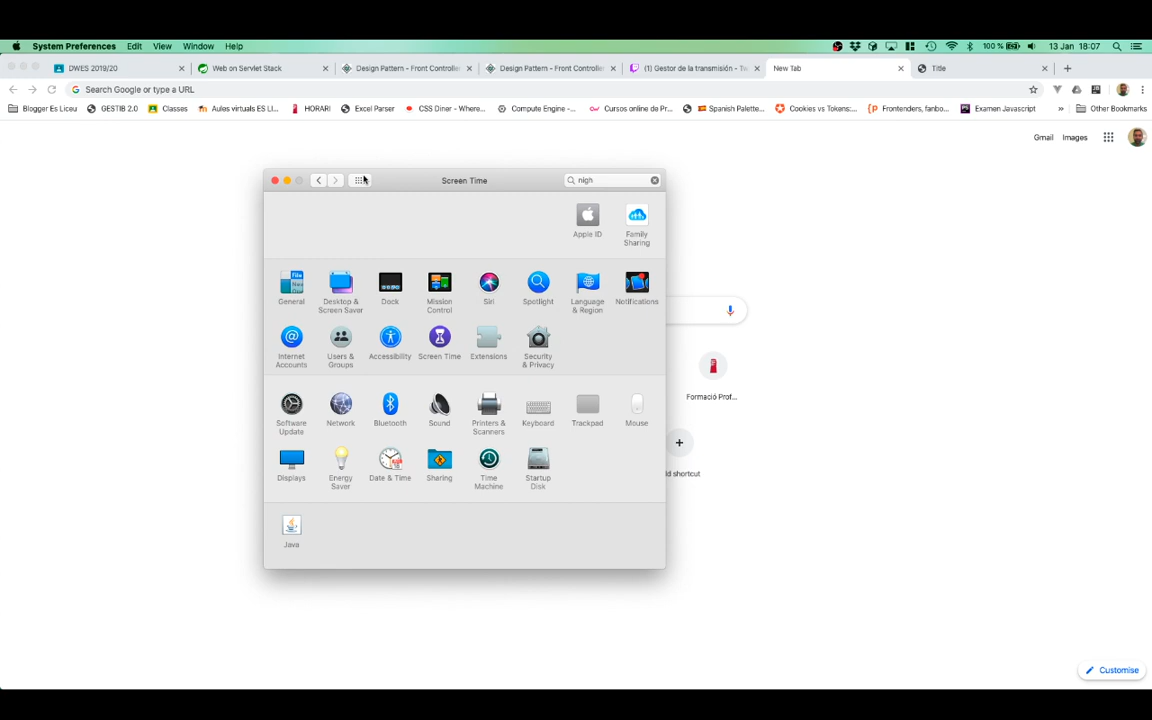 System Preferences Edit View Window Help 100 % 13 Jan 18:07
DWES 2019/20 Web on Servlet Stack Design Pattern - Front Controlle Design Pattern - Front Controlle (1) Gestor de la transmisión - Tw New Tab Title
Search Google or type a URL
Blogger Es Liceu GESTIB 2.0 Classes Aules virtuals ES LI... HORARI Excel Parser CSS Diner - Where... Compute Engine -... Cursos online de Pr... Spanish Palette... Cookies vs Tokens:... Frontenders, fanbo... Examen Javascript » Other Bookmarks
Gmail Images
Screen Time
nigh
Apple ID Family
Sharing
File
New
General Desktop &
Screen Saver Dock Mission
Control Siri Spotlight Language
& Region Notifications
Internet
Accounts Users &
Groups Accessibility Screen Time Extensions Security
& Privacy
Software
Update Network Bluetooth Sound Printers &
Scanners Keyboard Trackpad Mouse
Displays Energy
Saver Date & Time Sharing Time
Machine Startup
Disk
Java
Formació Prof...
ld shortcut
Customise